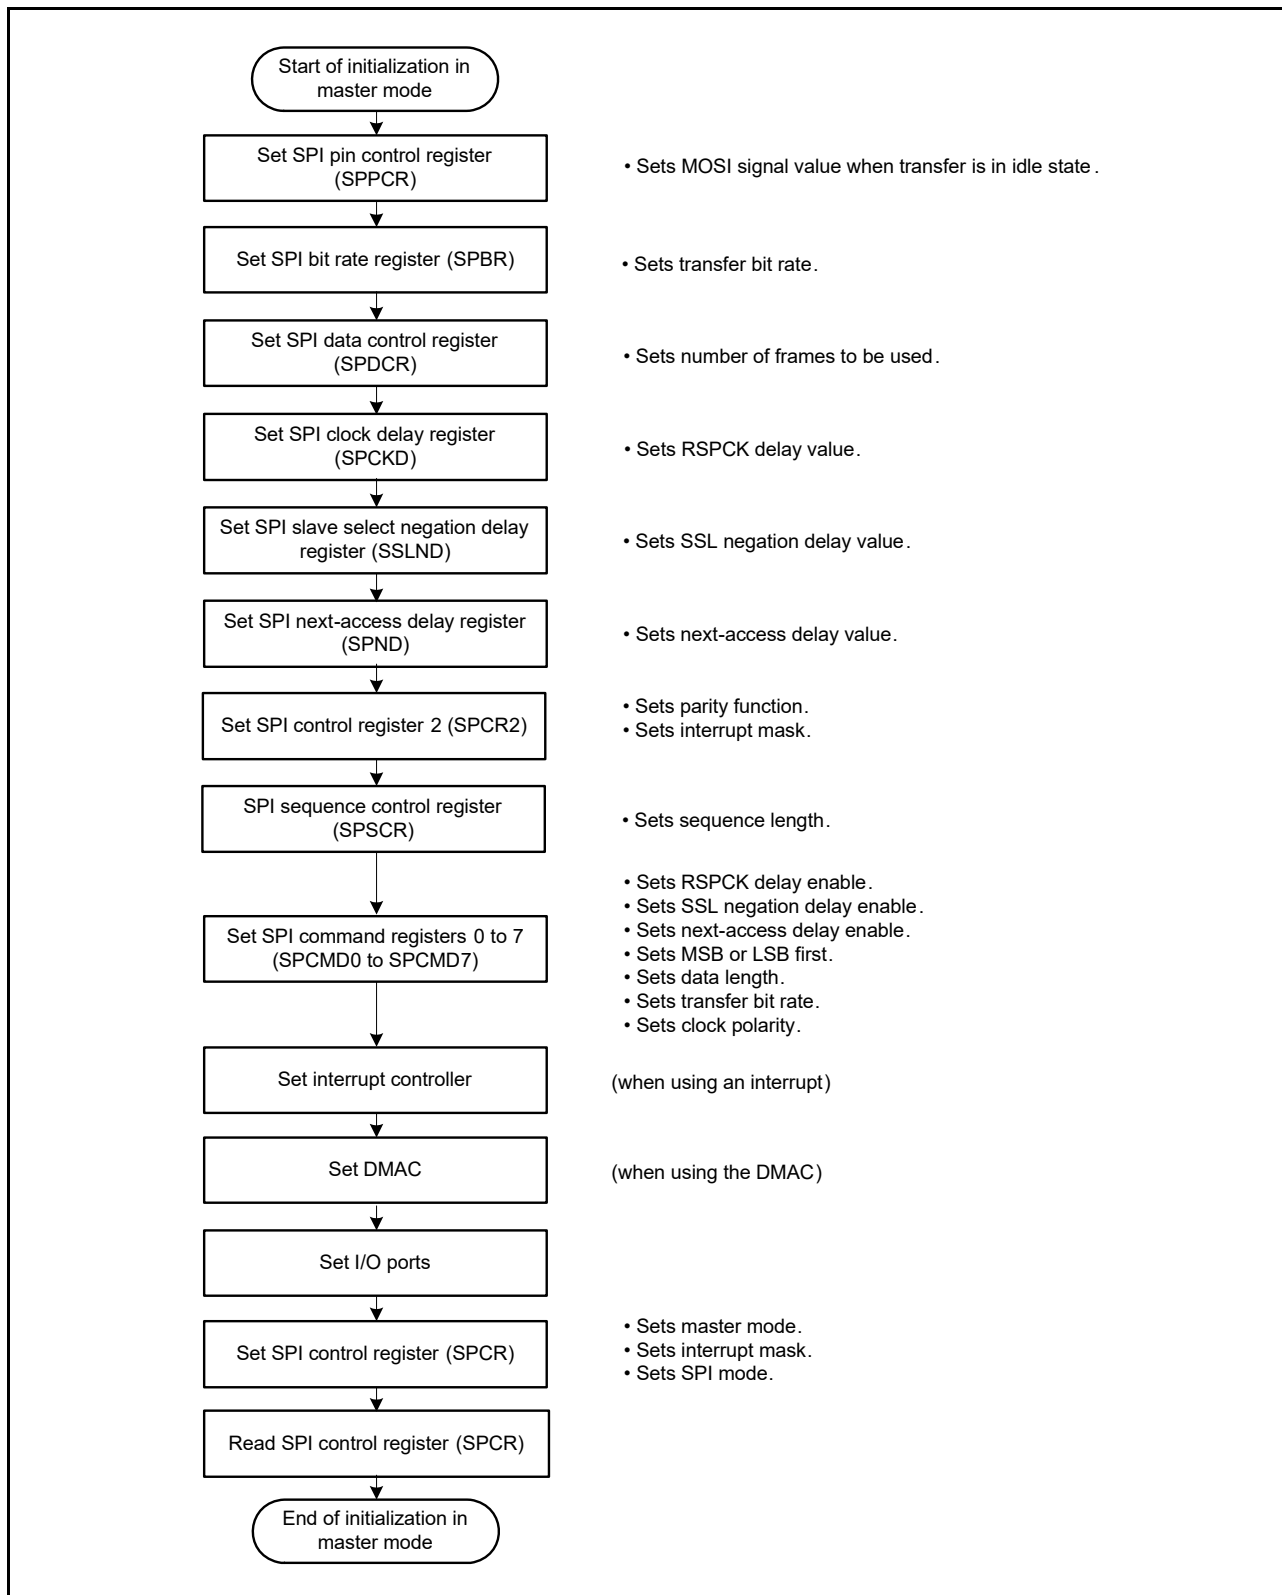 Start of initialization in
master mode
Set SPI pin control register
(SPPCR)
• Sets MOSI signal value when transfer is in idle state.
Set SPI bit rate register (SPBR)
• Sets transfer bit rate.
Set SPI data control register
(SPDCR)
• Sets number of frames to be used.
Set SPI clock delay register
(SPCKD)
• Sets RSPCK delay value.
Set SPI slave select negation delay
register (SSLND)
• Sets SSL negation delay value.
Set SPI next-access delay register
(SPND)
• Sets next-access delay value.
Set SPI control register 2 (SPCR2)
• Sets parity function.
• Sets interrupt mask.
SPI sequence control register
(SPSCR)
• Sets sequence length.
Set SPI command registers 0 to 7
(SPCMD0 to SPCMD7)
• Sets RSPCK delay enable.
• Sets SSL negation delay enable.
• Sets next-access delay enable.
• Sets MSB or LSB first.
• Sets data length.
• Sets transfer bit rate.
• Sets clock polarity.
Set interrupt controller
(when using an interrupt)
Set DMAC
(when using the DMAC)
Set I/O ports
Set SPI control register (SPCR)
• Sets master mode.
• Sets interrupt mask.
• Sets SPI mode.
Read SPI control register (SPCR)
End of initialization in
master mode